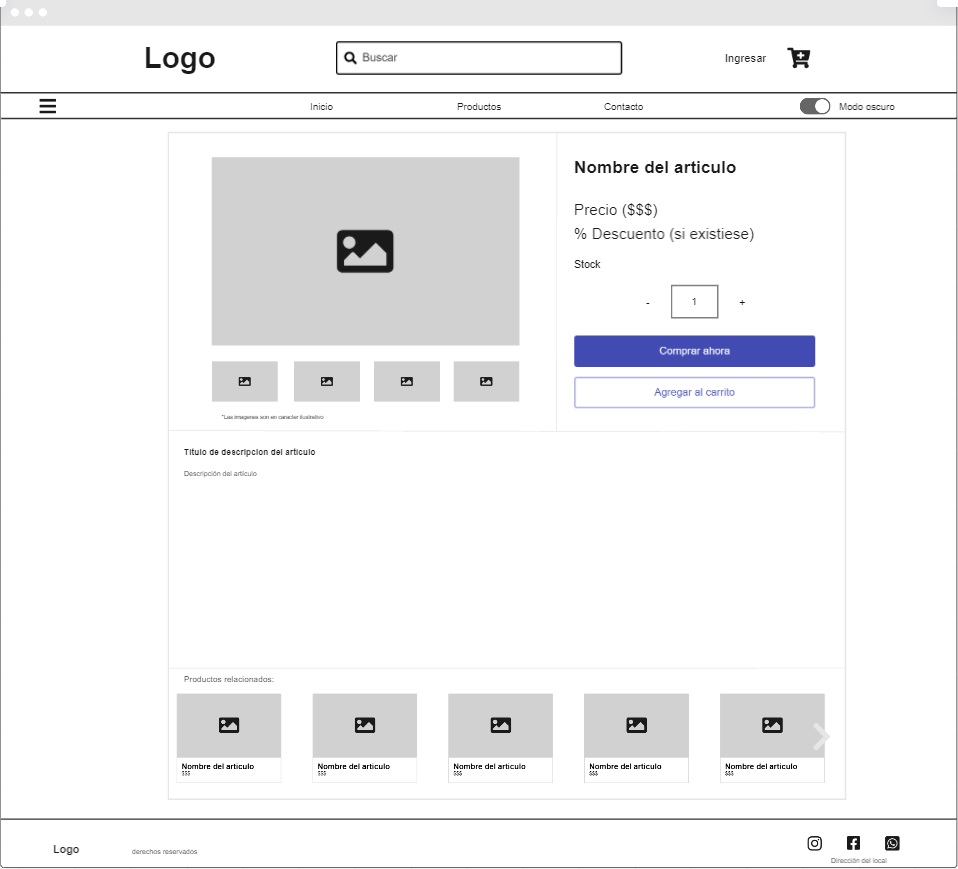 Logo
Buscar
Ingresar
Inicio
Productos
Contacto
Modo oscuro
Nombre del articulo
Precio ($$$)
% Descuento (si existiese)
Stock
- 1 +
Comprar ahora
Agregar al carrito
*Las imagenes son en caracter ilustrativo
Titulo de descripcion del articulo
Descripción del artículo
Productos relacionados:
Nombre del articulo
$$$
Nombre del articulo
$$$
Nombre del articulo
$$$
Nombre del articulo
$$$
Nombre del articulo
$$$
Logo
derechos reservados
Dirección del local